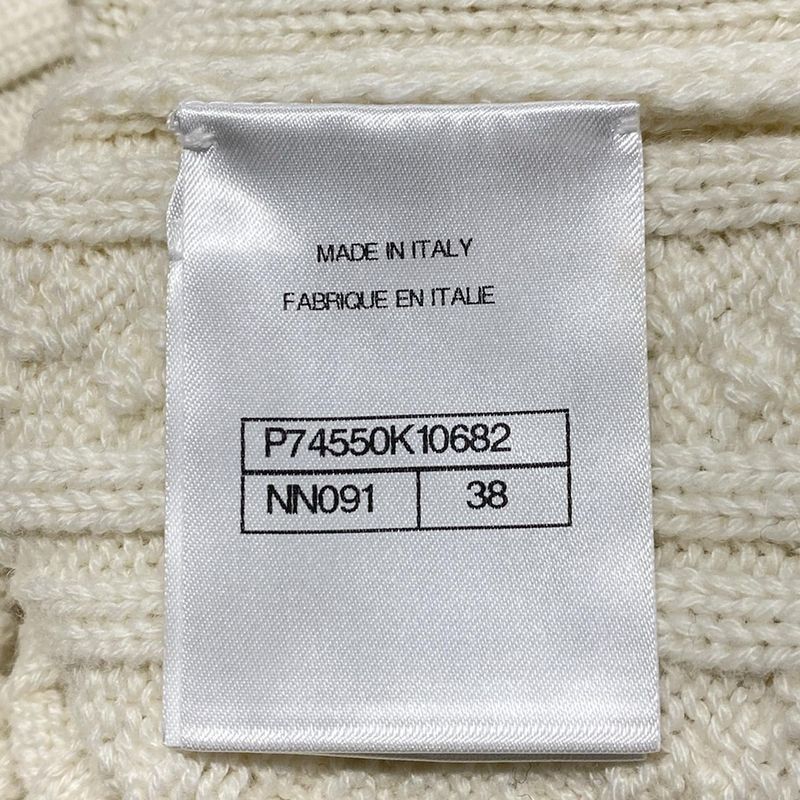 MADE IN ITALY
FABRIQUE EN ITALIE
P74550K10682
NN091 38